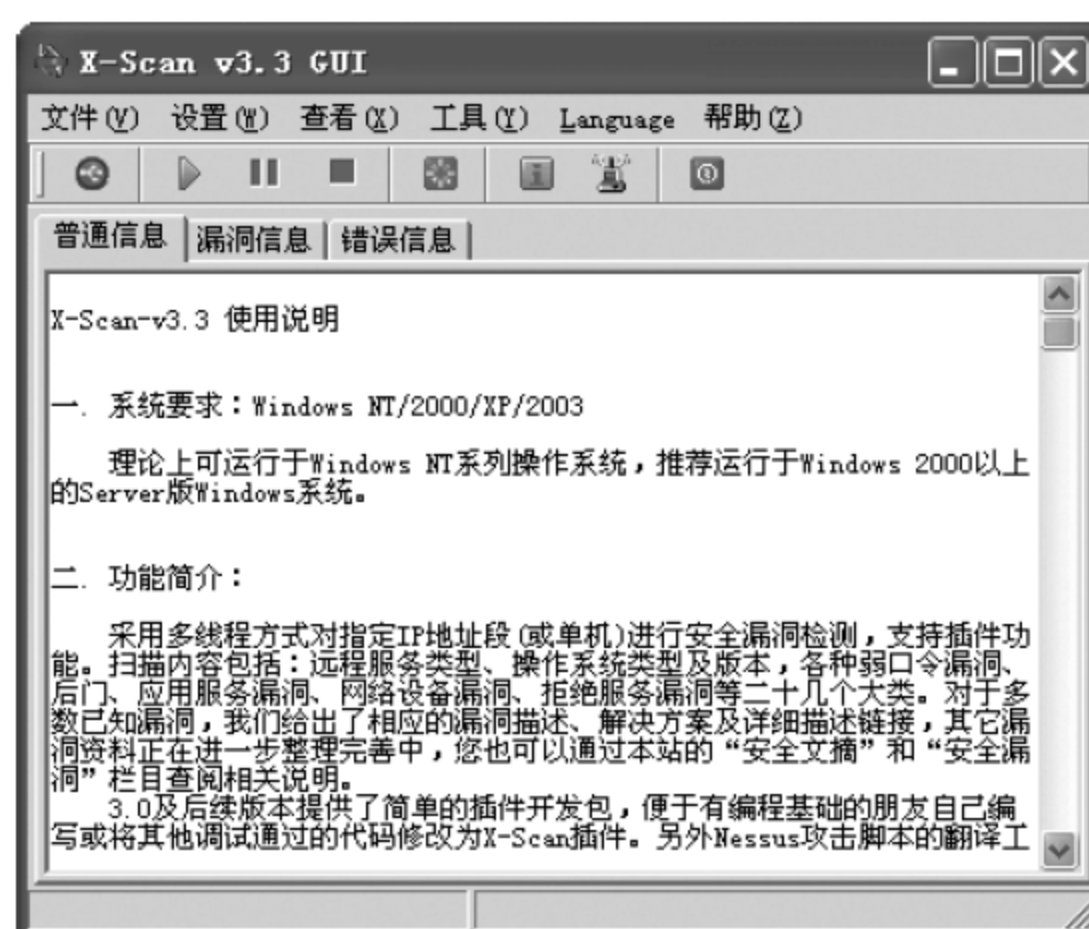 X-Scan v3.3 GUI
文件(V) 设置(W) 查看(X) 工具(Y) Language 帮助(Z)
普通信息 漏洞信息 错误信息
X-Scan-v3.3 使用说明
一. 系统要求：Windows NT/2000/XP/2003
理论上可运行于Windows NT系列操作系统，推荐运行于Windows 2000以上
的Server版Windows系统。
二. 功能简介：
采用多线程方式对指定IP地址段(或单机)进行安全漏洞检测，支持插件功
能。扫描内容包括：远程服务类型、操作系统类型及版本，各种弱口令漏洞、
后门、应用服务漏洞、网络设备漏洞、拒绝服务漏洞等二十几个大类。对于多
数已知漏洞，我们给出了相应的漏洞描述、解决方案及详细描述链接，其它漏
洞资料正在进一步整理完善中，您也可以通过本站的“安全文摘”和“安全漏
洞”栏目查阅相关说明。
3.0及后续版本提供了简单的插件开发包，便于有编程基础的朋友自己编
写或将其他调试通过的代码修改为X-Scan插件。另外Nessus攻击脚本的翻译工